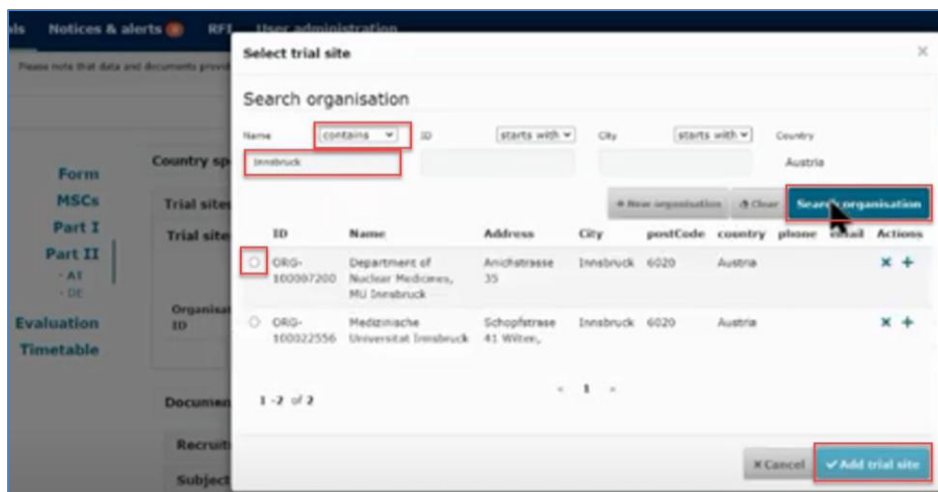 Notices & alerts
RFI
User administration
Please note that data and documents
Select trial site
×
Search organisation
Name
contains
ID
starts with
City
starts with
Country
Innsbruck
Austria
+ New organisation
Clear
Search organisation
Form
MSCs
Part I
Part II
- AT
- DE
Evaluation
Timetable
Country sp
Trial sites
Trial site
Organisat
ID
Documen
Recruit
Subject
ID Name Address City postCode country phone email Actions
ORG- Department of Anichstrasse Innsbruck 6020 Austria × +
100007200 Nuclear Medicines, 35
MU Innsbruck
ORG- Medizinische Schopfstrase Innsbruck 6020 Austria × +
100022556 Universitat Innsbruck 41 Wilten,
1 -2 of 2
« 1 »
× Cancel
✓ Add trial site